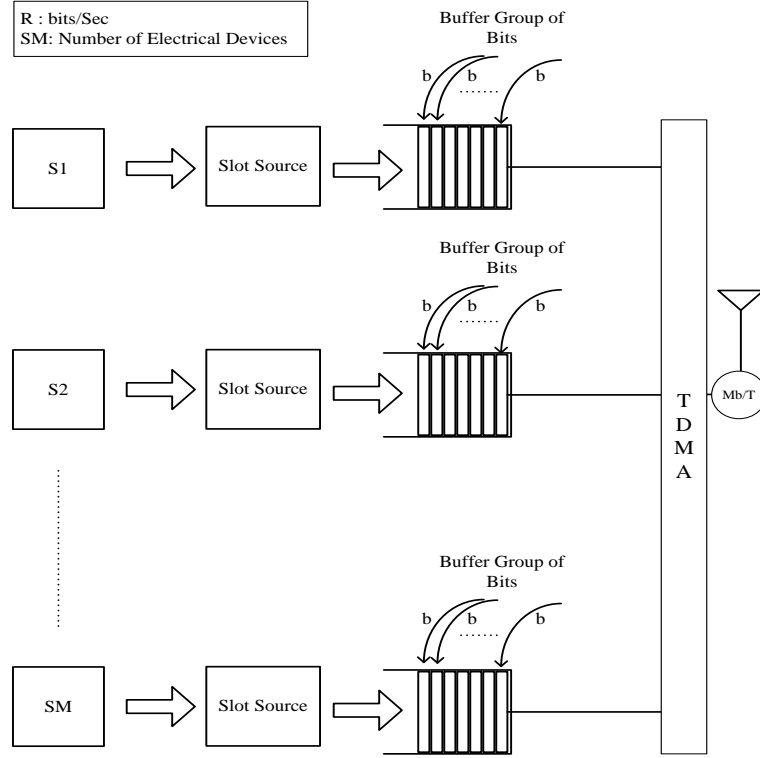 R : bits/Sec
SM: Number of Electrical Devices
Buffer Group of
Bits
b
b
b
.......
S1
Slot Source
Buffer Group of
Bits
b
b
b
.......
S2
Slot Source
T
D
M
A
Mb/T
Buffer Group of
Bits
b
b
b
.......
SM
Slot Source